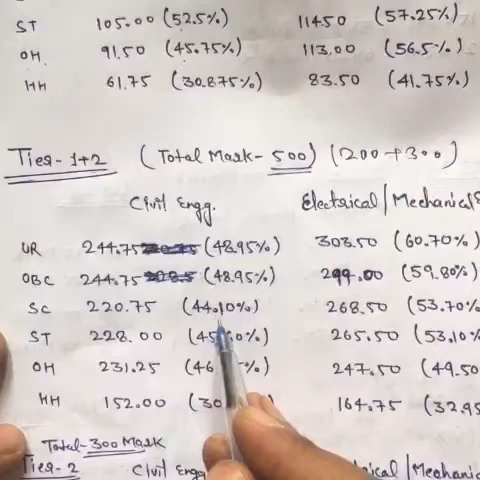 ST 105.00 (52.5%) 114.50 (57.25%)
OH 91.50 (45.75%) 113.00 (56.5%)
HH 61.75 (30.875%) 83.50 (41.75%)
Tier-1+2 (Total Mark-500) (200+300)
Civil Engg. Electrical/Mechanical
UR 244.75 (48.95%) 303.50 (60.70%)
OBC 244.75 (48.95%) 299.00 (59.80%)
SC 220.75 (44.10%) 268.50 (53.70%)
ST 228.00 265.50 (53.10%
OH 231.25 247.50 (49.50
HH 152.00 164.75 (32.95
Total-300 Mark
Tier-2 Civil Engg